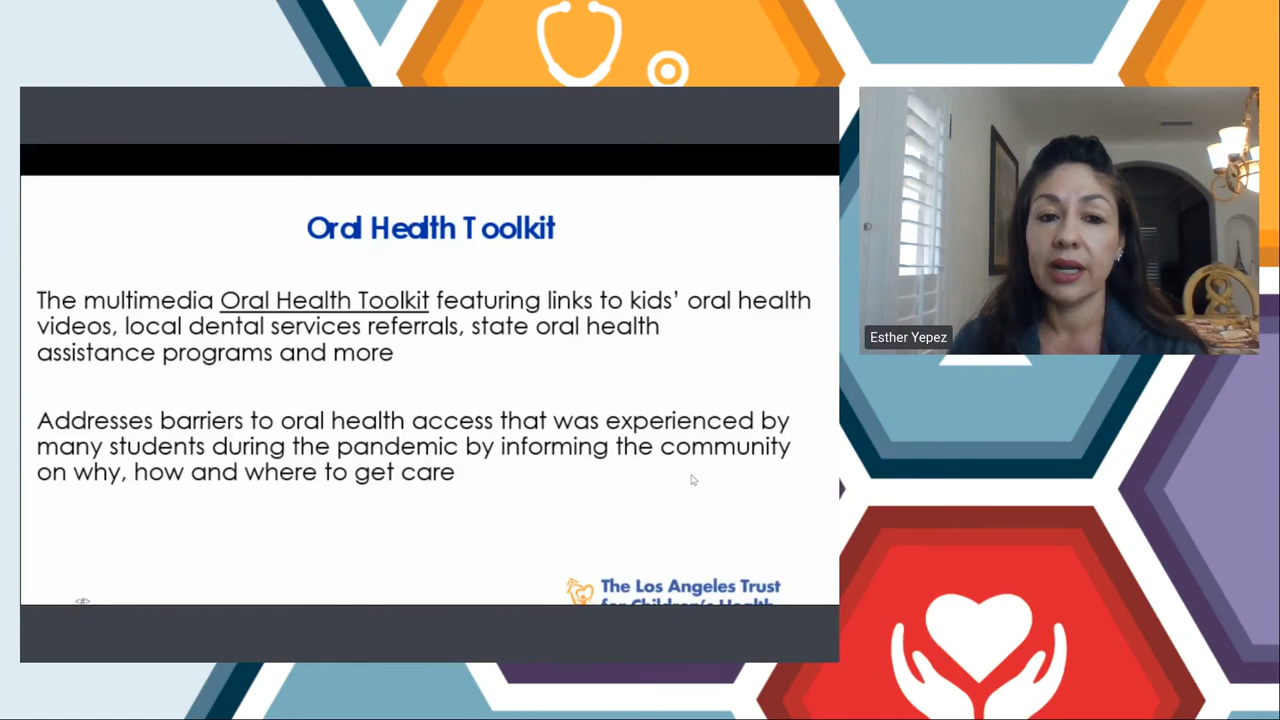 Oral Health Toolkit
The multimedia Oral Health Toolkit featuring links to kids' oral health
videos, local dental services referrals, state oral health
assistance programs and more
Addresses barriers to oral health access that was experienced by
many students during the pandemic by informing the community
on why, how and where to get care
The Los Angeles Trust
for Children's Health
Esther Yepez